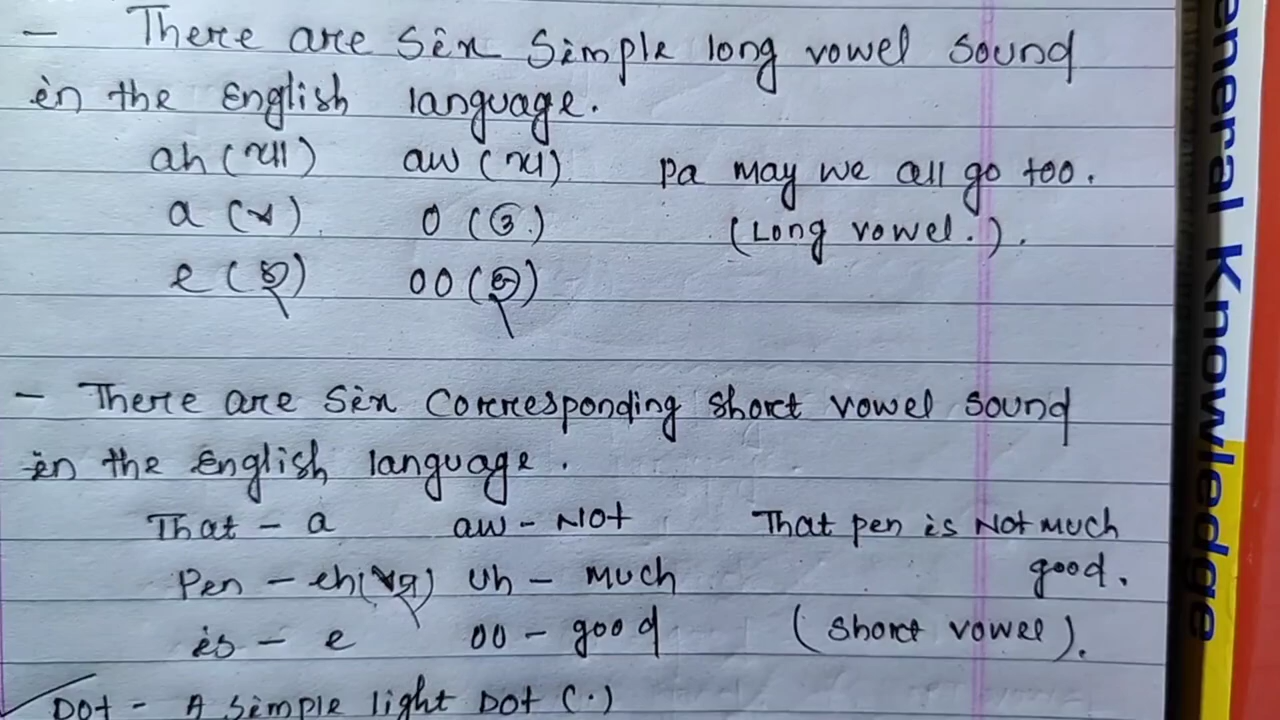 - There are Six Simple long vowel sound
in the English language.
ah ( ) aw ( ) Pa may we all go too.
a ( ) o ( ) (Long vowel.).
e ( ) oo ( )
- There are Six Corresponding short vowel sound
in the English language.
That - a aw - Not That pen is Not much
Pen - eh( ) Uh - much good.
is - e oo - good (Short vowel).
Dot - A simple light Dot (.)
eneral Knowledge